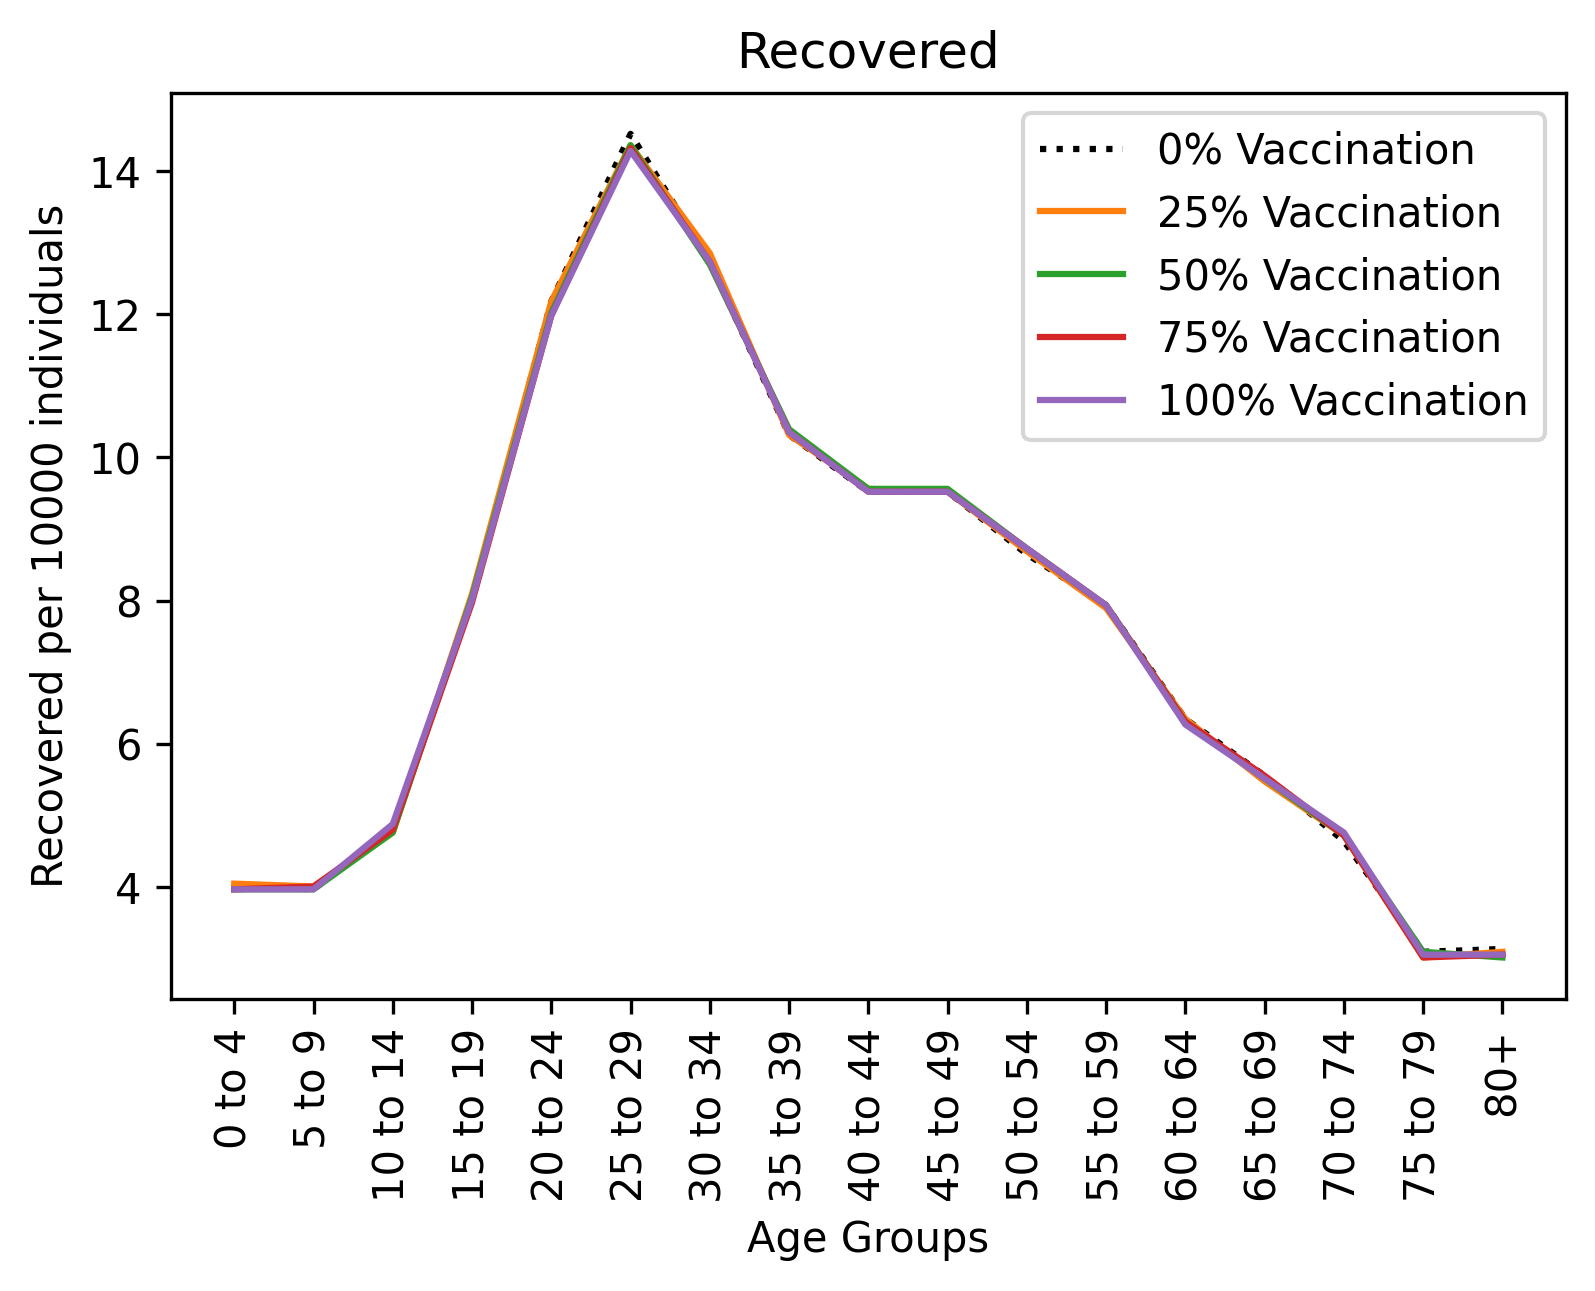 Recovered
Recovered per 10000 individuals
14
12
10
8
6
4
0% Vaccination
25% Vaccination
50% Vaccination
75% Vaccination
100% Vaccination
0 to 4
5 to 9
10 to 14
15 to 19
20 to 24
25 to 29
30 to 34
35 to 39
40 to 44
45 to 49
50 to 54
55 to 59
60 to 64
65 to 69
70 to 74
75 to 79
80+
Age Groups